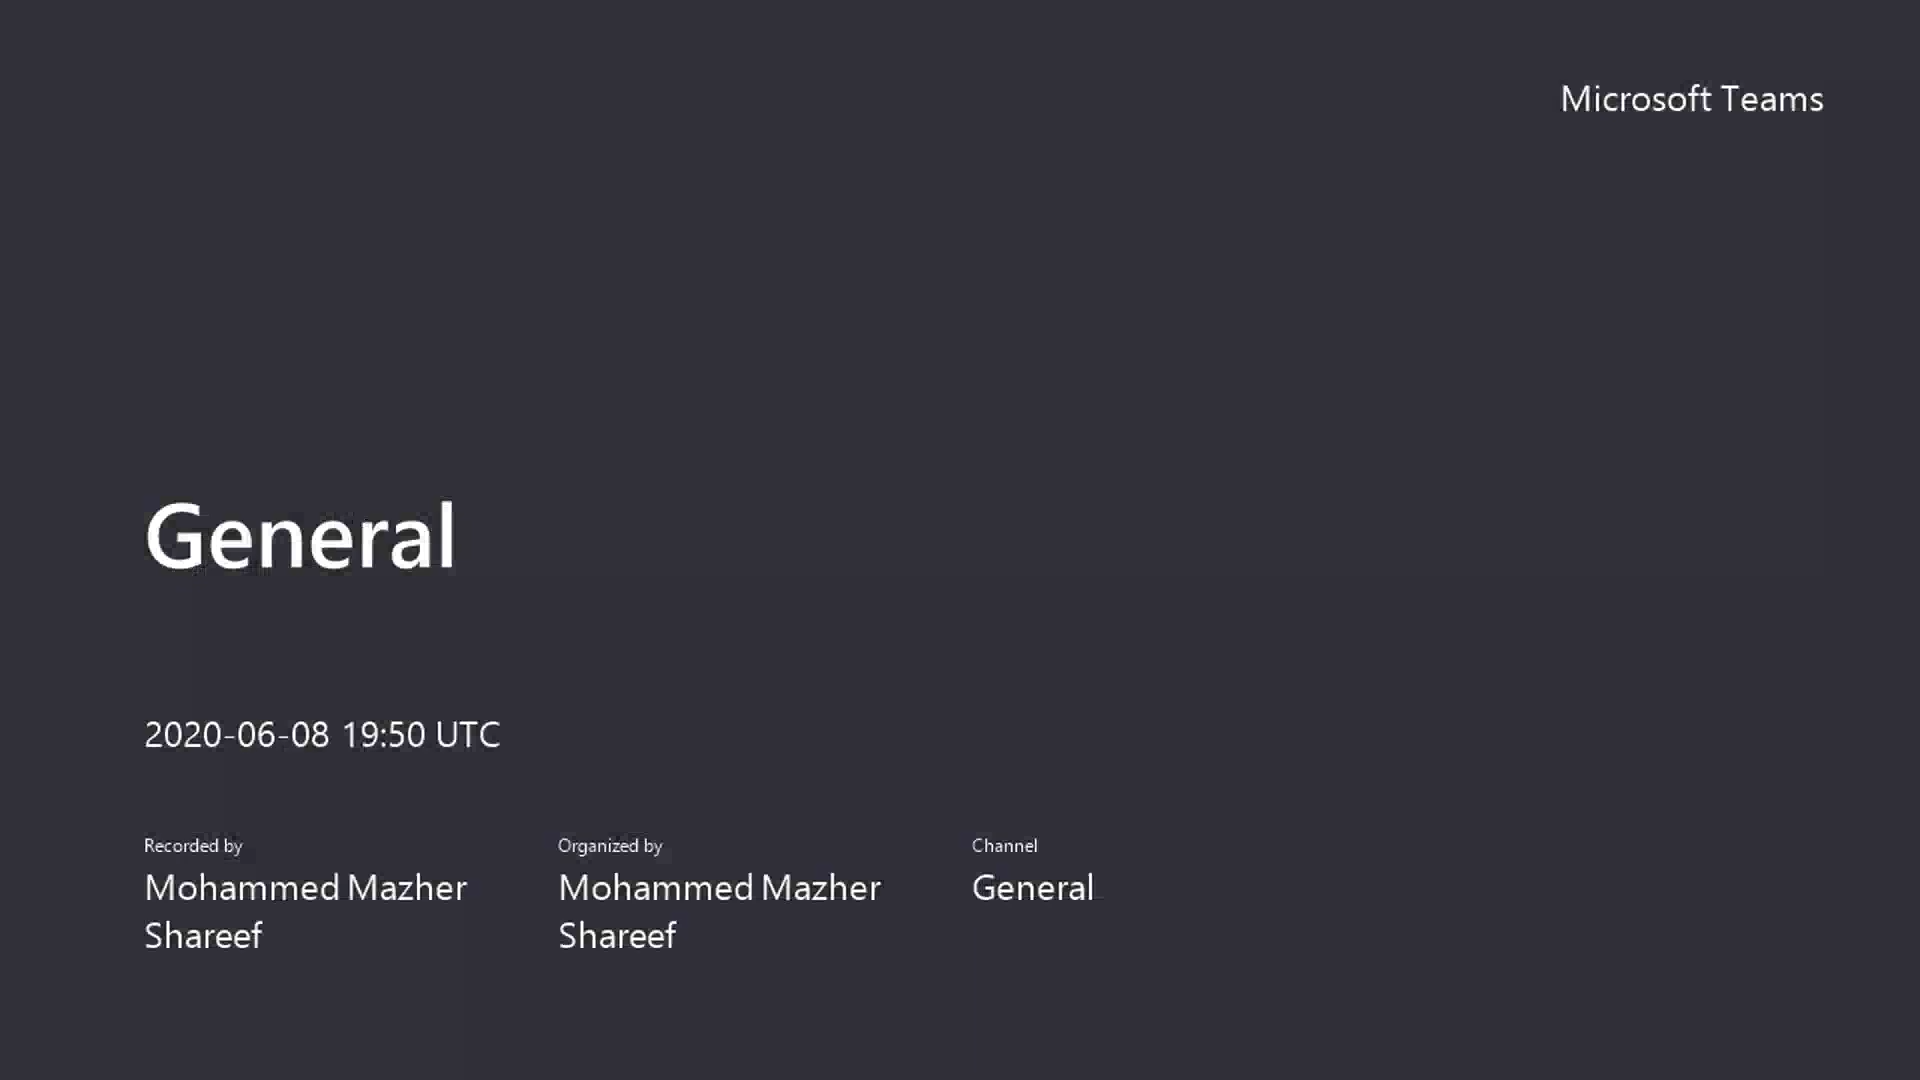 Microsoft Teams
General
2020-06-08 19:50 UTC
Recorded by
Mohammed Mazher
Shareef
Organized by
Mohammed Mazher
Shareef
Channel
General